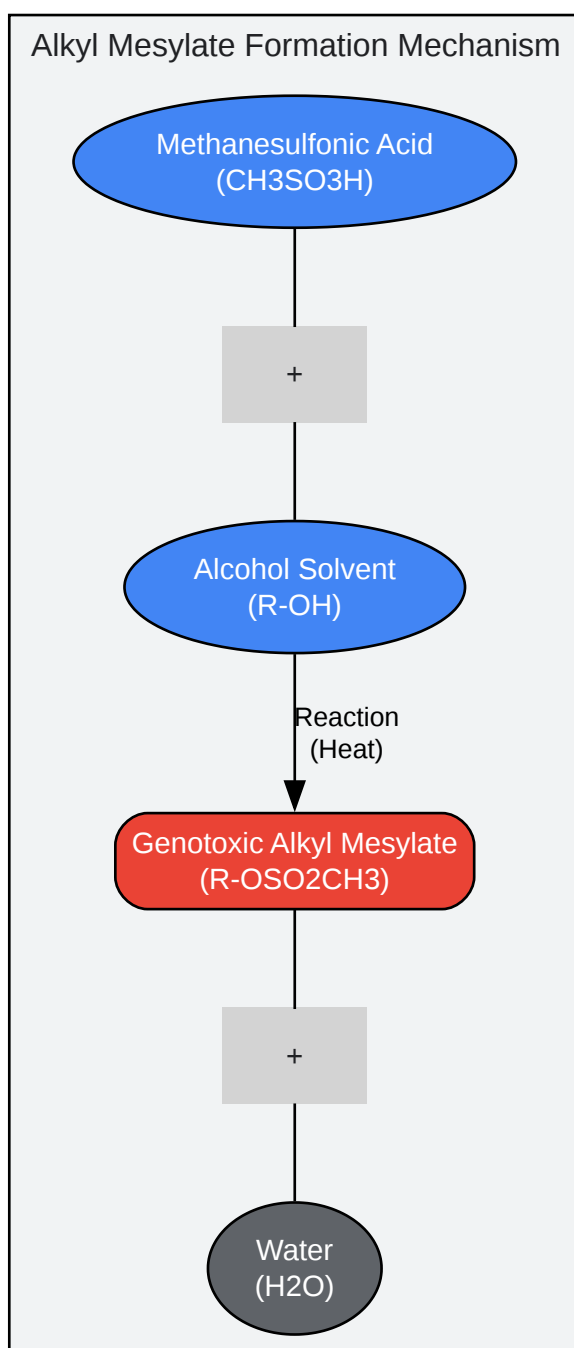 Alkyl Mesylate Formation Mechanism
Methanesulfonic Acid
(CH3SO3H)
+
Alcohol Solvent
(R-OH)
Reaction
(Heat)
Genotoxic Alkyl Mesylate
(R-OSO2CH3)
+
Water
(H2O)